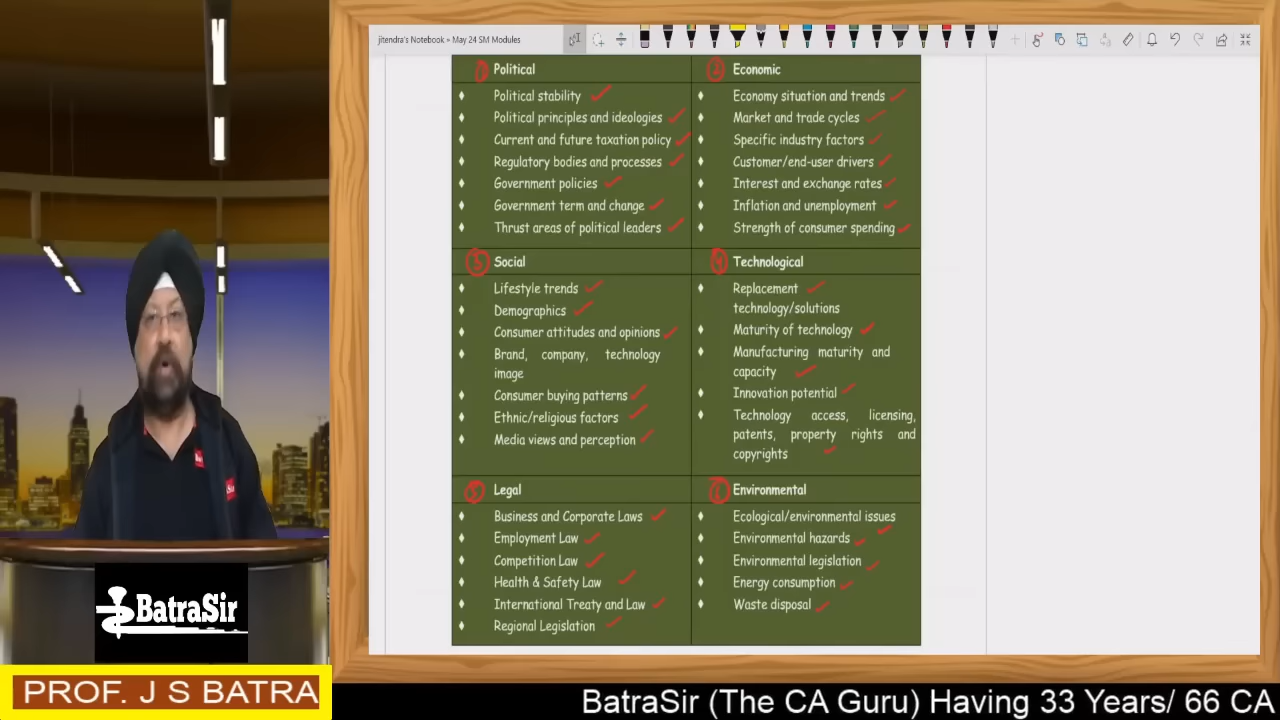 jitendra's Notebook » May 24 SM Modules
1 Political
Political stability
Political principles and ideologies
Current and future taxation policy
Regulatory bodies and processes
Government policies
Government term and change
Thrust areas of political leaders
2 Economic
Economy situation and trends
Market and trade cycles
Specific industry factors
Customer/end-user drivers
Interest and exchange rates
Inflation and unemployment
Strength of consumer spending
3 Social
Lifestyle trends
Demographics
Consumer attitudes and opinions
Brand, company, technology
image
Consumer buying patterns
Ethnic/religious factors
Media views and perception
4 Technological
Replacement
technology/solutions
Maturity of technology
Manufacturing maturity and
capacity
Innovation potential
Technology access, licensing,
patents, property rights and
copyrights
5 Legal
Business and Corporate Laws
Employment Law
Competition Law
Health & Safety Law
International Treaty and Law
Regional Legislation
6 Environmental
Ecological/environmental issues
Environmental hazards
Environmental legislation
Energy consumption
Waste disposal
BatraSir
PROF. J S BATRA
BatraSir (The CA Guru) Having 33 Years/ 66 CA